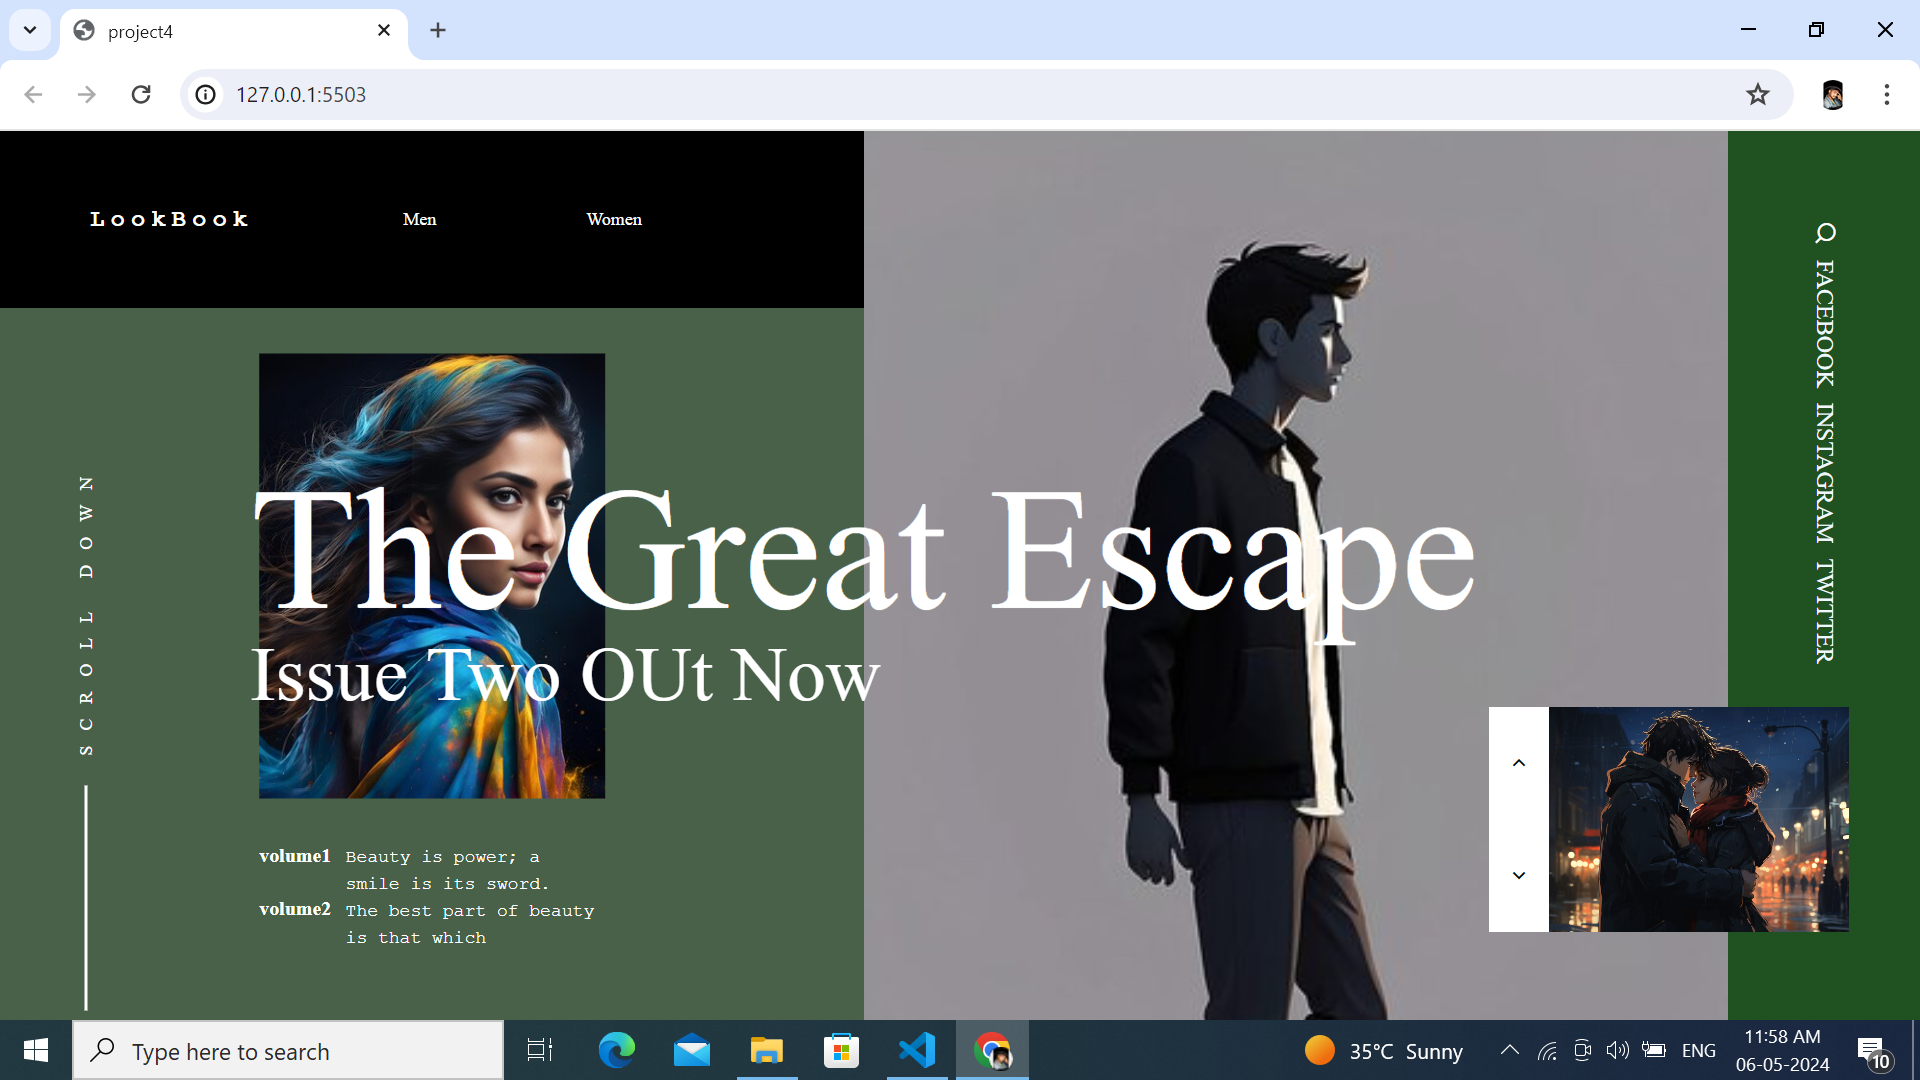 project4
127.0.0.1:5503
LookBook
Men
Women
FACEBOOK
INSTAGRAM
TWITTER
SCROLL DOWN
The Great Escape
Issue Two OUt Now
volume1 Beauty is power; a
smile is its sword.
volume2 The best part of beauty
is that which
Type here to search
35°C Sunny
ENG
11:58 AM
06-05-2024
10